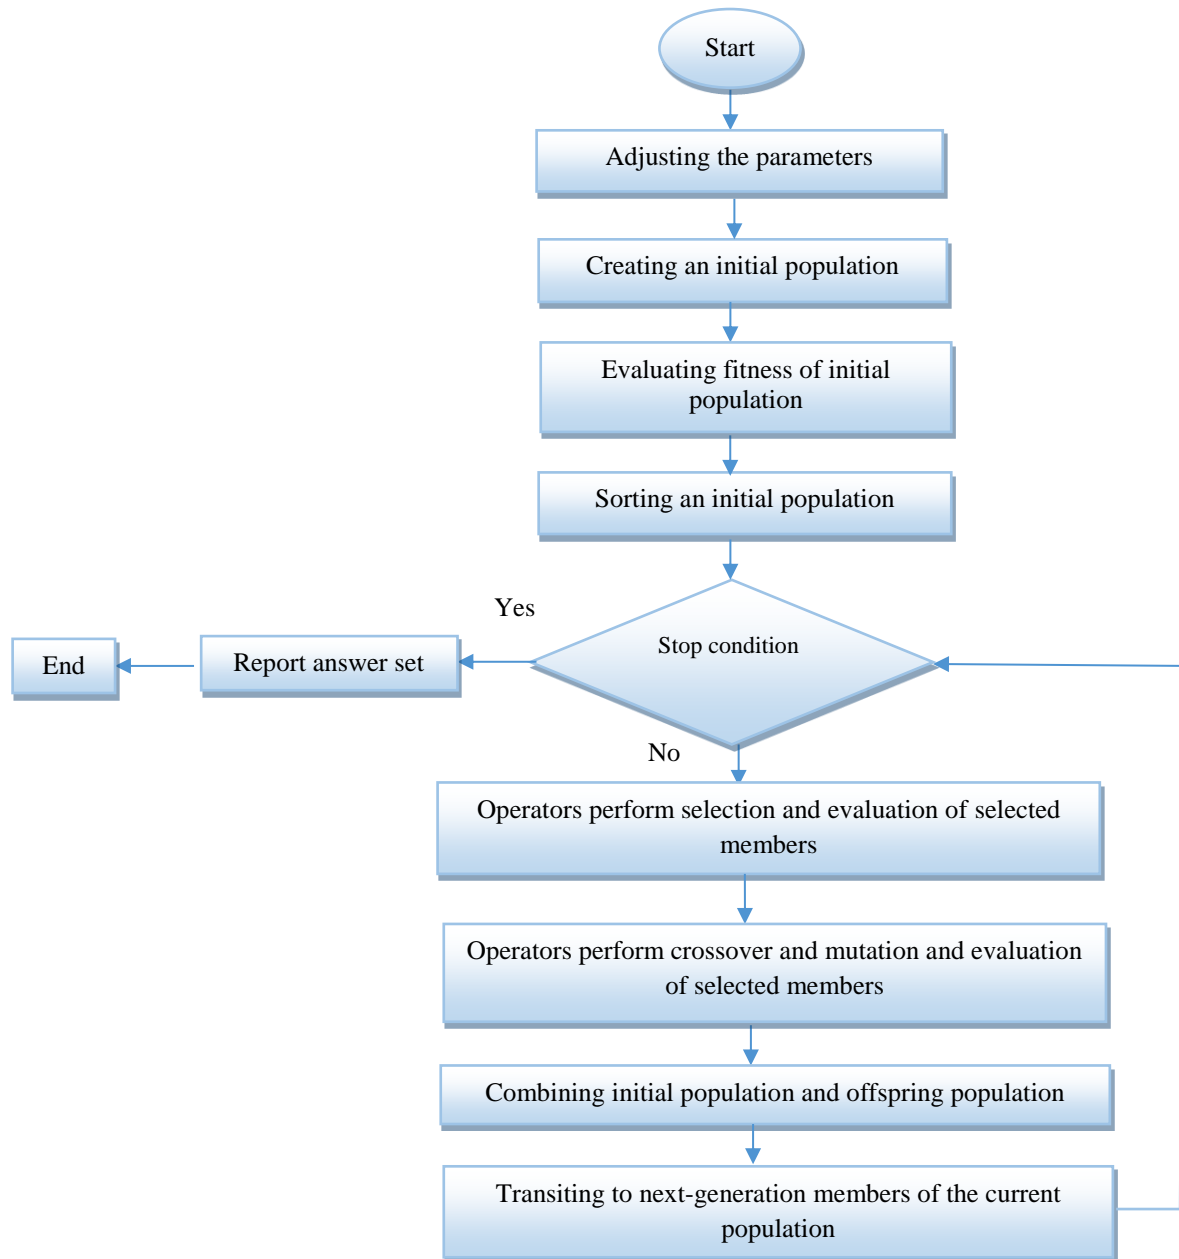 Start
Adjusting the parameters
Creating an initial population
Evaluating fitness of initial
population
Sorting an initial population
Stop condition
Yes
Report answer set
End
No
Operators perform selection and evaluation of selected
members
Operators perform crossover and mutation and evaluation
of selected members
Combining initial population and offspring population
Transiting to next-generation members of the current
population